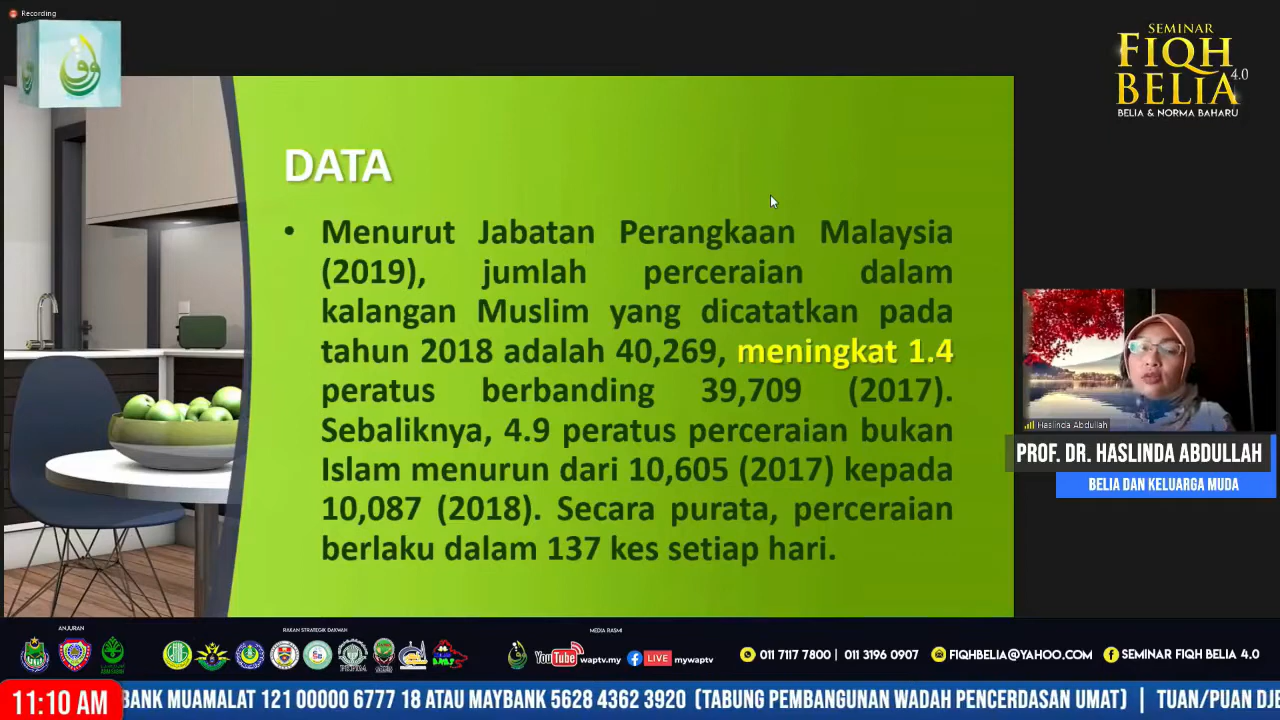 Recording
SEMINAR
FIQH
BELIA 4.0
BELIA & NORMA BAHARU
DATA
• Menurut Jabatan Perangkaan Malaysia
(2019), jumlah perceraian dalam
kalangan Muslim yang dicatatkan pada
tahun 2018 adalah 40,269, meningkat 1.4
peratus berbanding 39,709 (2017).
Sebaliknya, 4.9 peratus perceraian bukan
Islam menurun dari 10,605 (2017) kepada
10,087 (2018). Secara purata, perceraian
berlaku dalam 137 kes setiap hari.
Haslinda Abdullah
PROF. DR. HASLINDA ABDULLAH
BELIA DAN KELUARGA MUDA
ANJURAN
RAKAN STRATEGIK DAKWAH
MEDIA RASMI
YouTube waptv.my LIVE mywaptv
011 7117 7800 | 011 3196 0907
FIQHBELIA@YAHOO.COM
SEMINAR FIQH BELIA 4.0
11:10 AM
BANK MUAMALAT 121 00000 6777 18 ATAU MAYBANK 5628 4362 3920 (TABUNG PEMBANGUNAN WADAH PENCERDASAN UMAT) | TUAN/PUAN